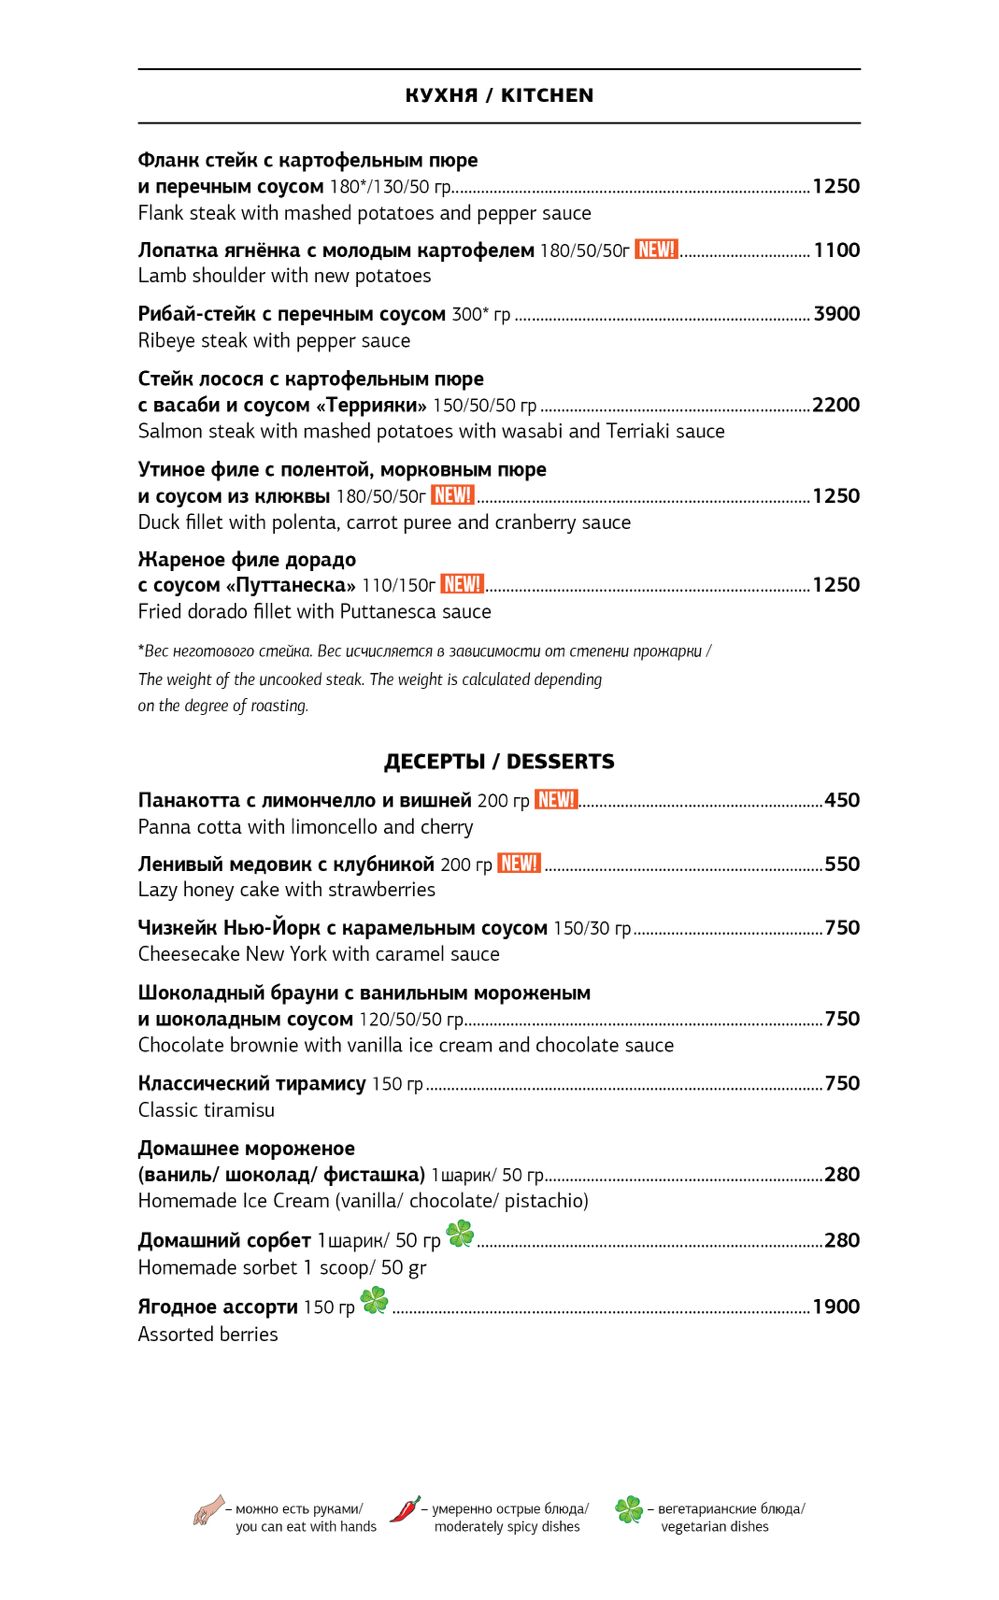 КУХНЯ / KITCHEN
Фланк стейк с картофельным пюре
и перечным соусом 180*/130/50 гр. 1250
Flank steak with mashed potatoes and pepper sauce
Лопатка ягнёнка с молодым картофелем 180/50/50г NEW! 1100
Lamb shoulder with new potatoes
Рибай-стейк с перечным соусом 300* гр 3900
Ribeye steak with pepper sauce
Стейк лосося с картофельным пюре
с васаби и соусом «Террияки» 150/50/50 гр 2200
Salmon steak with mashed potatoes with wasabi and Terriaki sauce
Утиное филе с полентой, морковным пюре
и соусом из клюквы 180/50/50г NEW! 1250
Duck fillet with polenta, carrot puree and cranberry sauce
Жареное филе дорадо
с соусом «Путтанеска» 110/150г NEW! 1250
Fried dorado fillet with Puttanesca sauce
*Вес неготового стейка. Вес исчисляется в зависимости от степени прожарки /
The weight of the uncooked steak. The weight is calculated depending
on the degree of roasting.
ДЕСЕРТЫ / DESSERTS
Панакотта с лимончелло и вишней 200 гр NEW! 450
Panna cotta with limoncello and cherry
Ленивый медовик с клубникой 200 гр NEW! 550
Lazy honey cake with strawberries
Чизкейк Нью-Йорк с карамельным соусом 150/30 гр 750
Cheesecake New York with caramel sauce
Шоколадный брауни с ванильным мороженым
и шоколадным соусом 120/50/50 гр 750
Chocolate brownie with vanilla ice cream and chocolate sauce
Классический тирамису 150 гр 750
Classic tiramisu
Домашнее мороженое
(ваниль/ шоколад/ фисташка) 1шарик/ 50 гр 280
Homemade Ice Cream (vanilla/ chocolate/ pistachio)
Домашний сорбет 1шарик/ 50 гр 280
Homemade sorbet 1 scoop/ 50 gr
Ягодное ассорти 150 гр 1900
Assorted berries
– можно есть руками/
you can eat with hands
– умеренно острые блюда/
moderately spicy dishes
– вегетарианские блюда/
vegetarian dishes